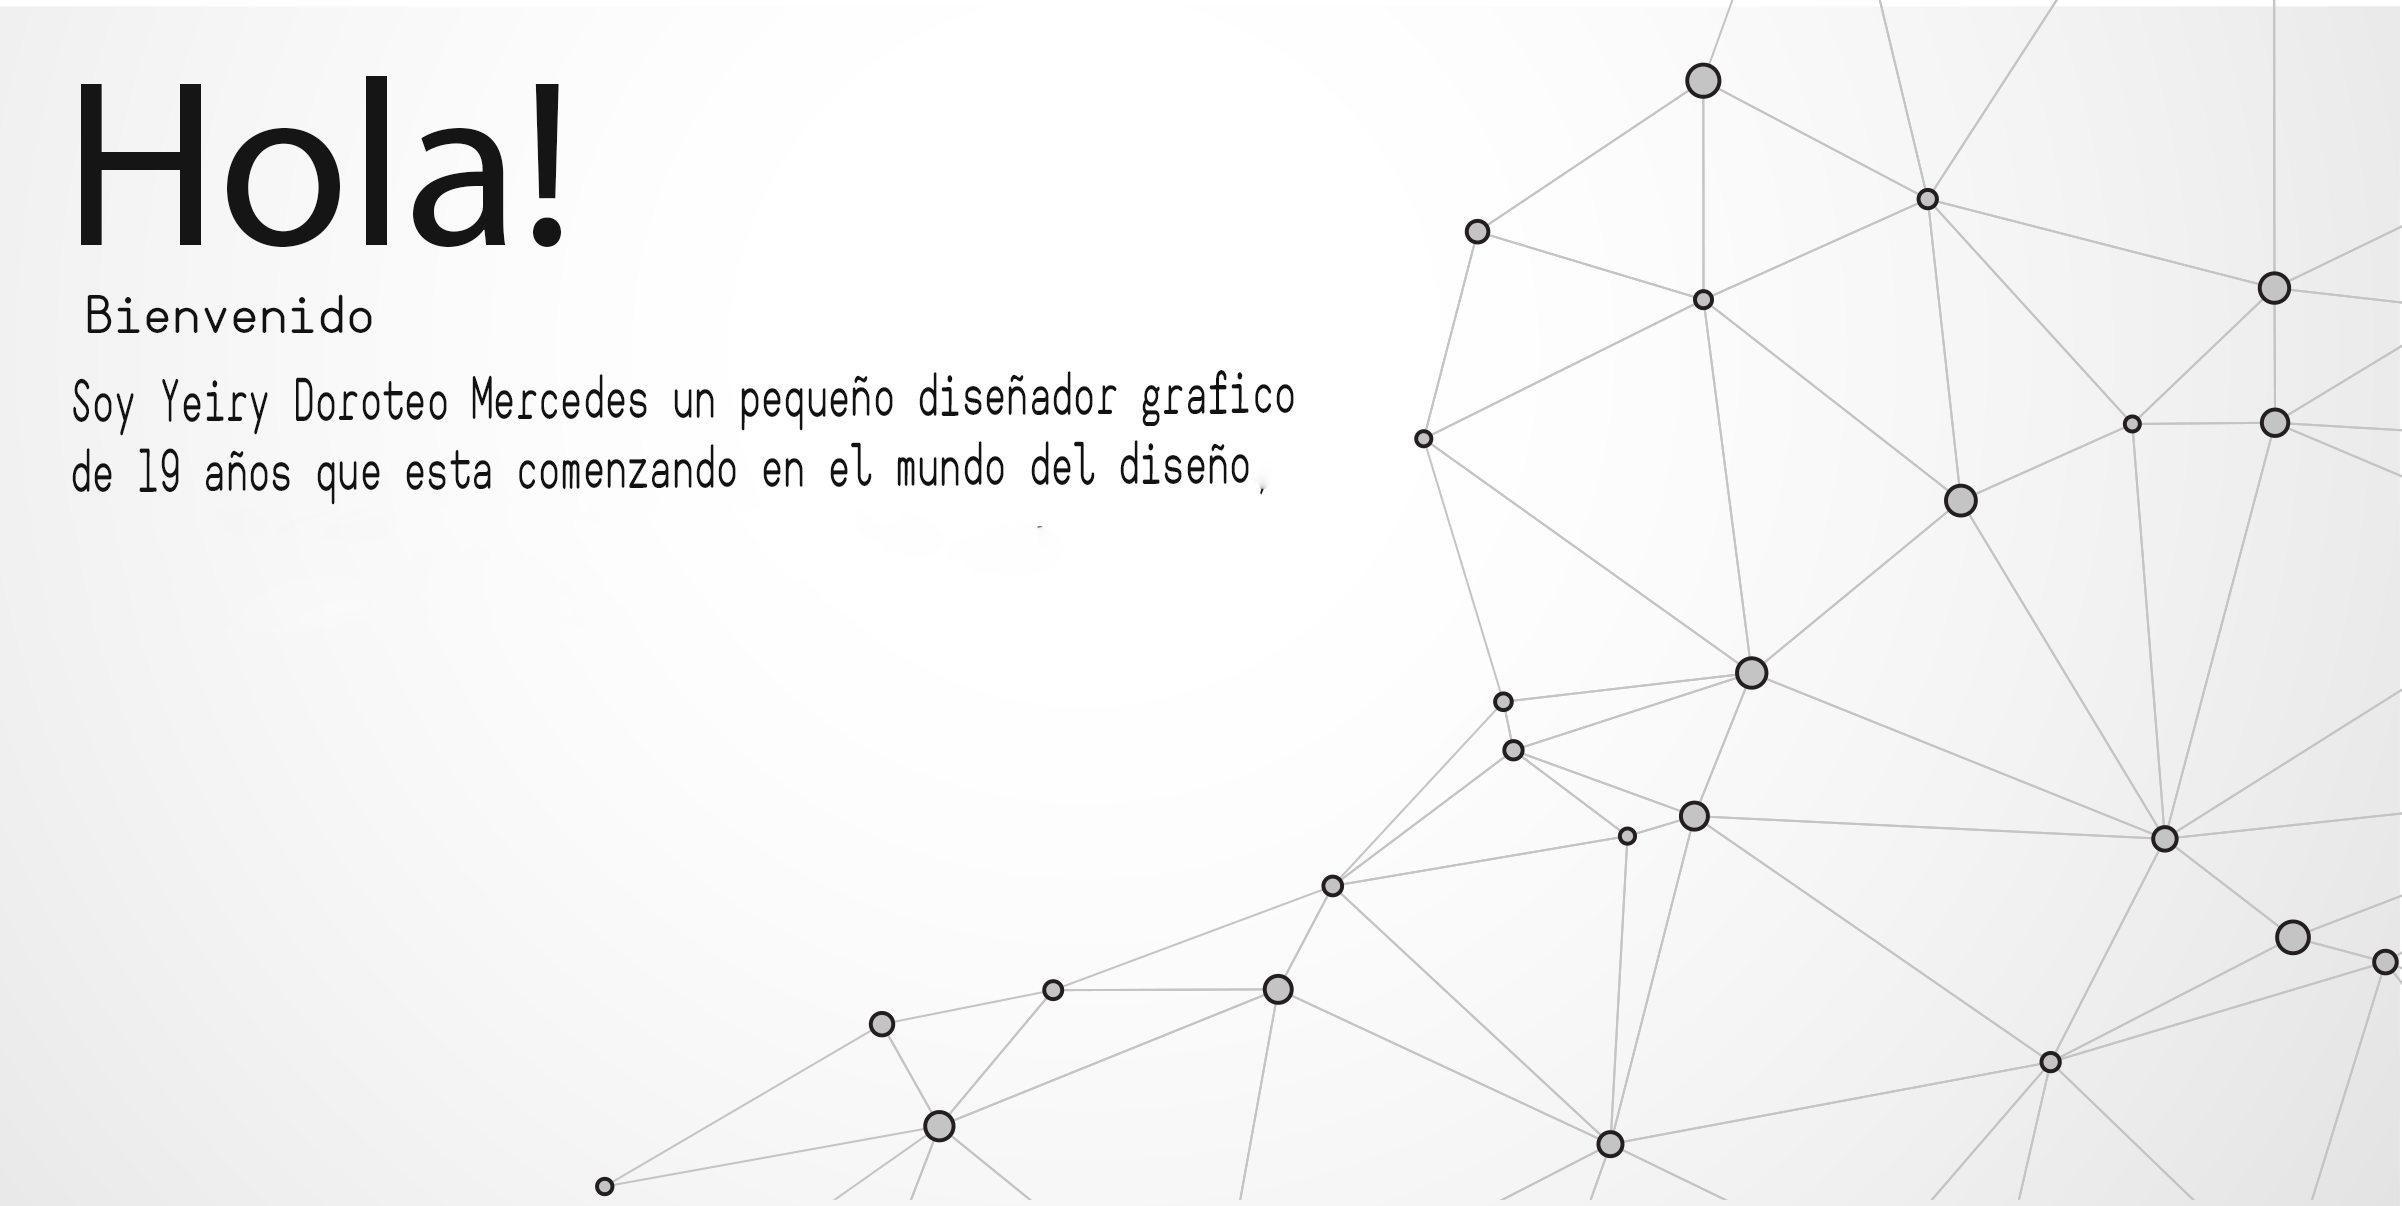 Hola!
Bienvenido
Soy Yeiry Doroteo Mercedes un pequeño diseñador grafico
de 19 años que esta comenzando en el mundo del diseño,